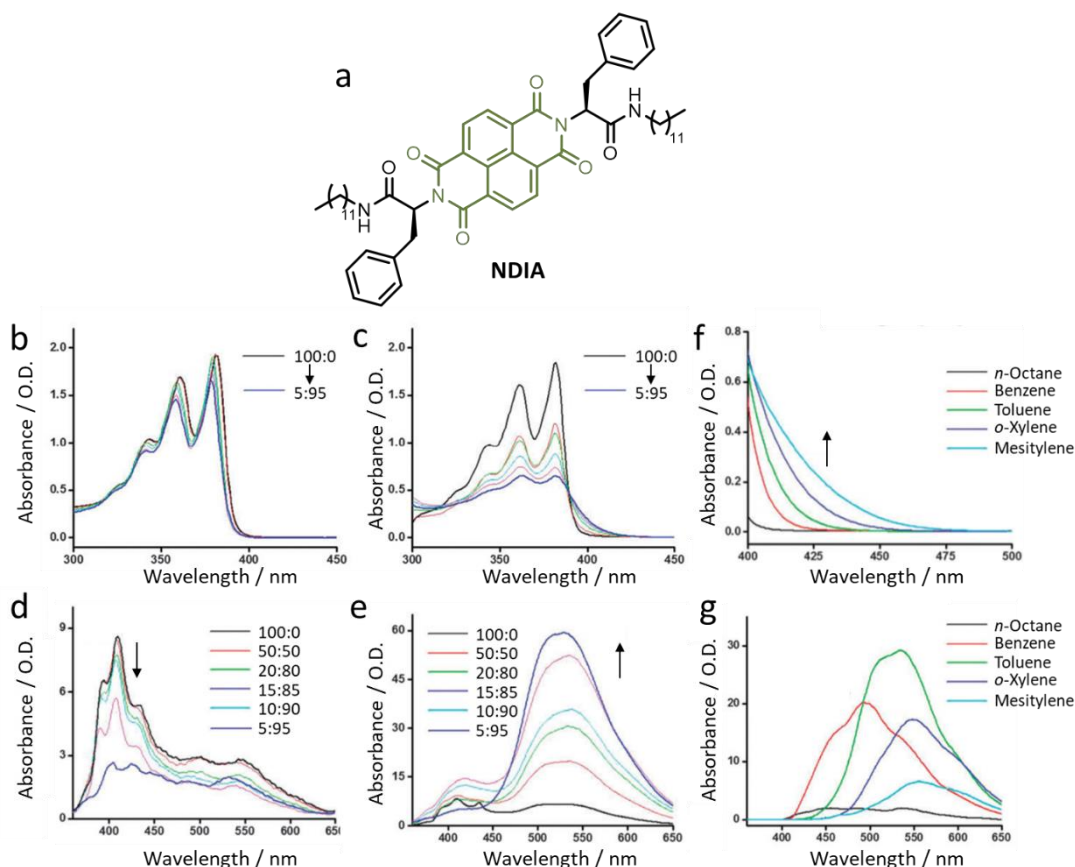 a
O
N
O
O
N
H
11
O
O
N
O
O
N
H
11
NDIA
b
Absorbance / O.D.
2.0
1.5
1.0
0.5
0.0
300
350
400
450
Wavelength / nm
100:0
5:95
c
Absorbance / O.D.
2.0
1.5
1.0
0.5
0.0
300
350
400
450
Wavelength / nm
100:0
5:95
f
Absorbance / O.D.
0.8
0.6
0.4
0.2
0.0
400
425
450
475
500
Wavelength / nm
n-Octane
Benzene
Toluene
o-Xylene
Mesitylene
d
Absorbance / O.D.
9
6
3
0
400
450
500
550
600
650
Wavelength / nm
100:0
50:50
20:80
15:85
10:90
5:95
e
Absorbance / O.D.
60
45
30
15
0
400
450
500
550
600
650
Wavelength / nm
100:0
50:50
20:80
15:85
10:90
5:95
g
Absorbance / O.D.
30
20
10
0
350
400
450
500
550
600
650
Wavelength / nm
n-Octane
Benzene
Toluene
o-Xylene
Mesitylene